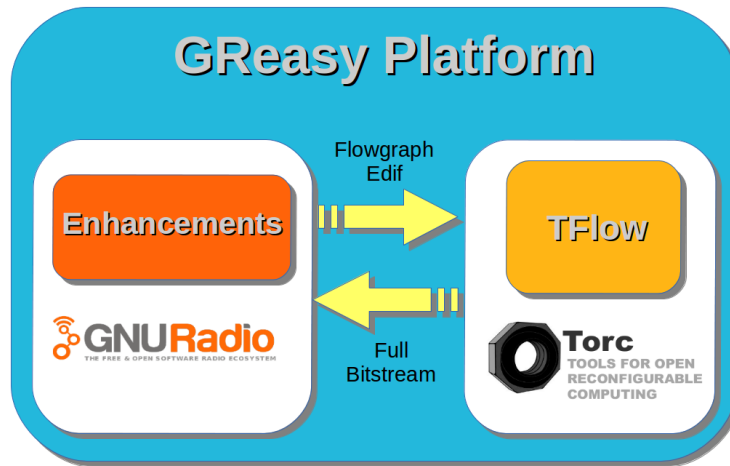 GReasy Platform
Flowgraph
Edif
Enhancements
TFlow
GNURadio
THE FREE & OPEN SOFTWARE RADIO ECOSYSTEM
Full
Bitstream
Torc
TOOLS FOR OPEN
RECONFIGURABLE
COMPUTING